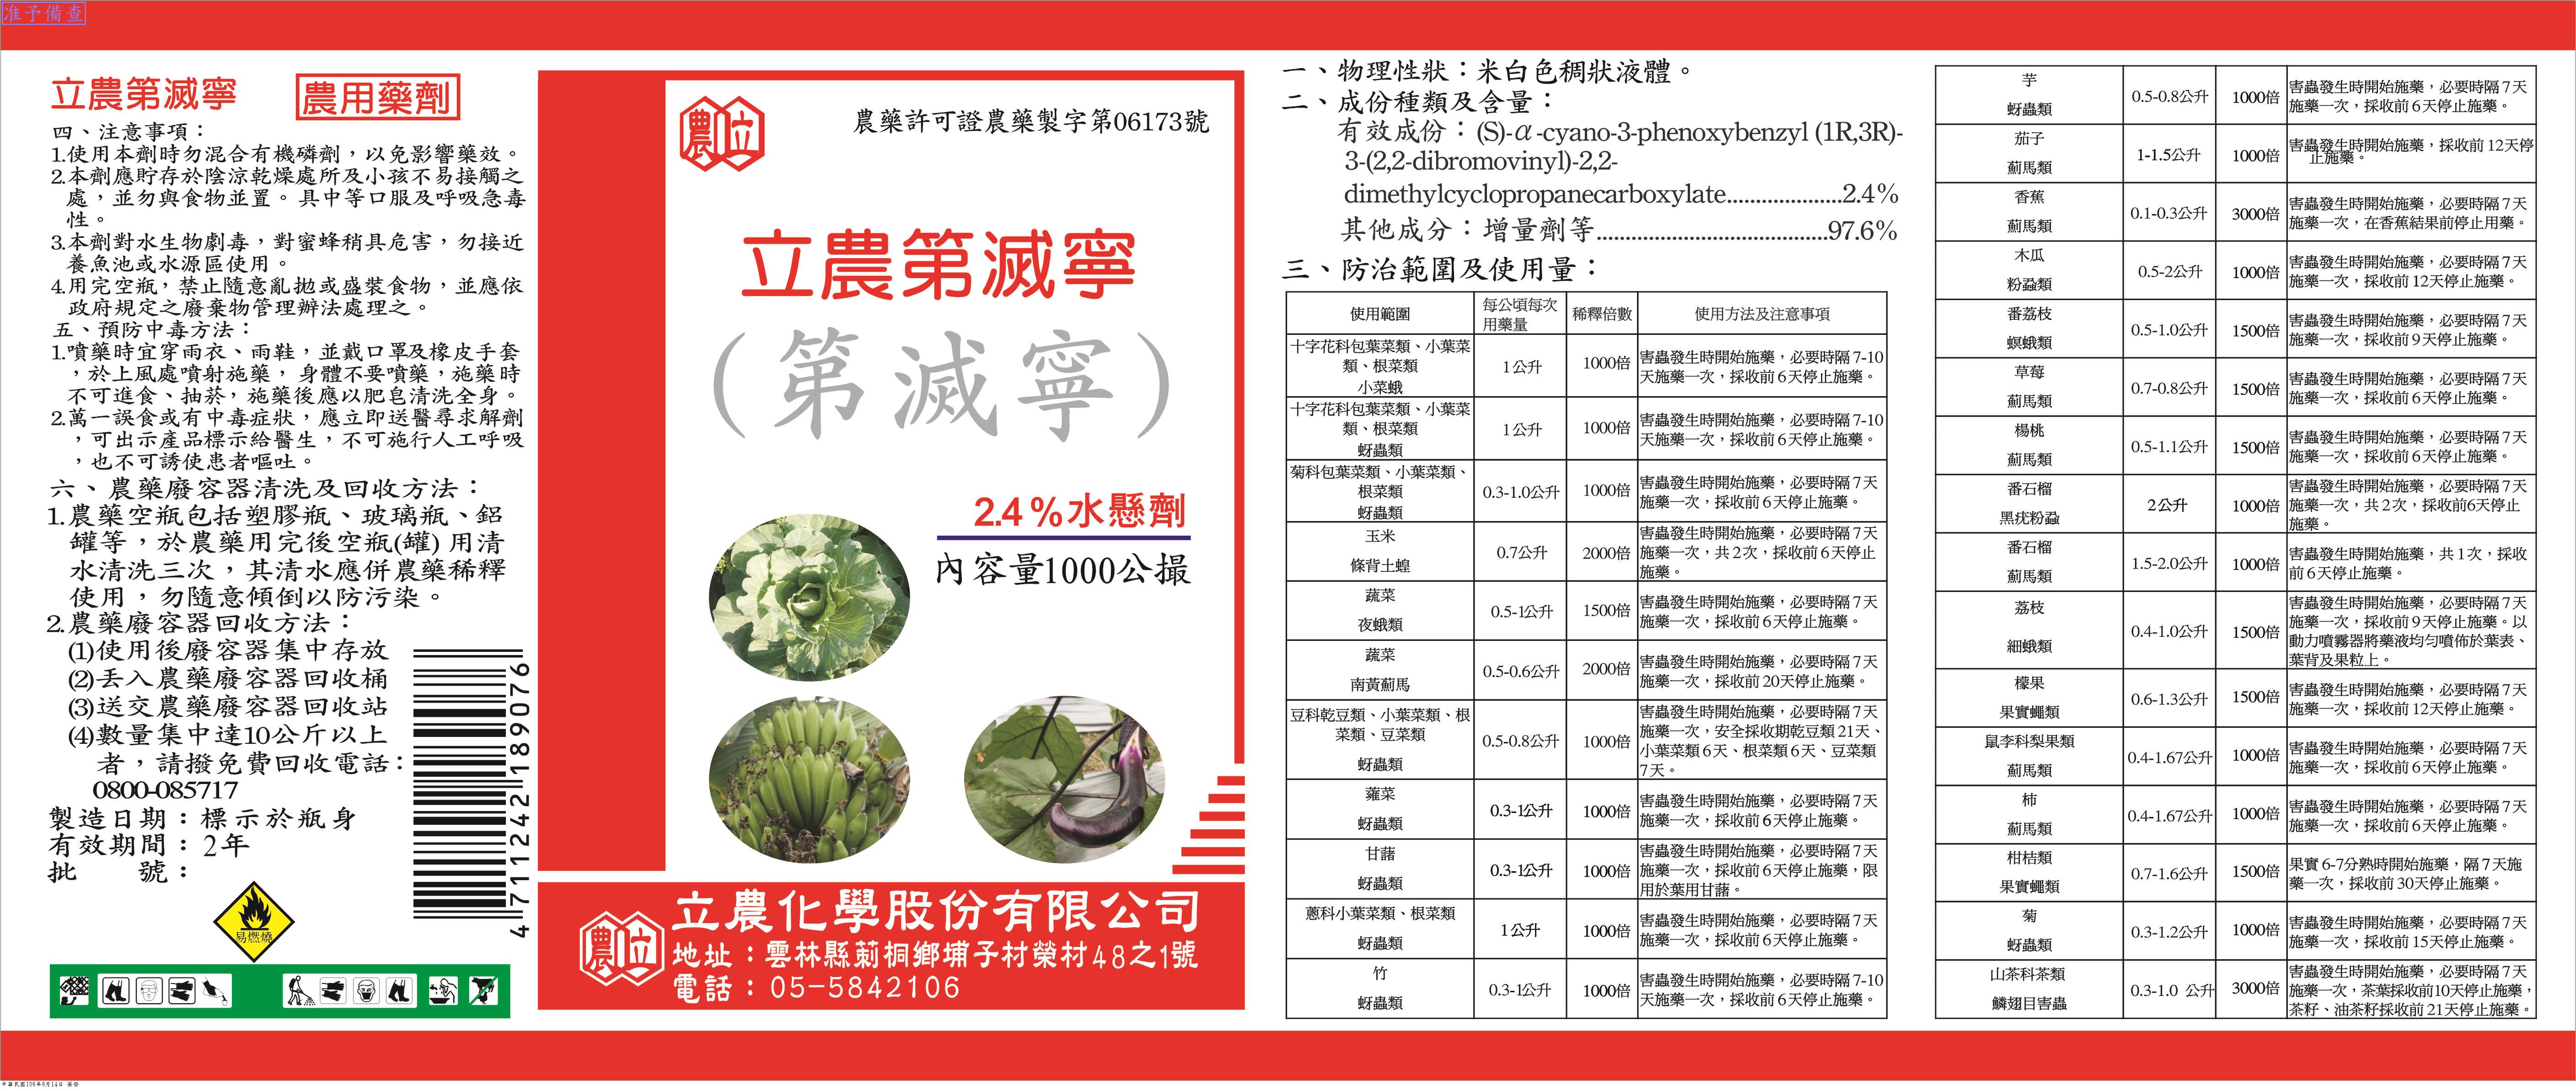 准予備查
立農第滅寧
農用藥劑
四、注意事項：
1.使用本劑時勿混合有機磷劑，以免影響藥效。
2.本劑應貯存於陰涼乾燥處所及小孩不易接觸之
處，並勿與食物並置。具中等口服及呼吸急毒
性。
3.本劑對水生物劇毒，對蜜蜂稍具危害，勿接近
養魚池或水源區使用。
4.用完空瓶，禁止隨意亂拋或盛裝食物，並應依
政府規定之廢棄物管理辦法處理之。
五、預防中毒方法：
1.噴藥時宜穿雨衣、雨鞋，並戴口罩及橡皮手套
，於上風處噴射施藥，身體不要噴藥，施藥時
不可進食、抽菸，施藥後應以肥皂清洗全身。
2.萬一誤食或有中毒症狀，應立即送醫尋求解劑
，可出示產品標示給醫生，不可施行人工呼吸
，也不可誘使患者嘔吐。
六、農藥廢容器清洗及回收方法：
1.農藥空瓶包括塑膠瓶、玻璃瓶、鋁
罐等，於農藥用完後空瓶(罐)用清
水清洗三次，其清水應併農藥稀釋
使用，勿隨意傾倒以防污染。
2.農藥廢容器回收方法：
(1)使用後廢容器集中存放
(2)丟入農藥廢容器回收桶
(3)送交農藥廢容器回收站
(4)數量集中達10公斤以上
者，請撥免費回收電話：
0800-085717
製造日期：標示於瓶身
有效期間：2年
批　　號：
易燃燒
4 711242 189076
農立
農藥許可證農藥製字第06173號
立農第滅寧
(第滅寧)
2.4%水懸劑
內容量1000公撮
農立
立農化學股份有限公司
地址：雲林縣莿桐鄉埔子村榮村48之1號
電話：05-5842106
一、物理性狀：米白色稠狀液體。
二、成份種類及含量：
有效成份：(S)-α-cyano-3-phenoxybenzyl (1R,3R)-
3-(2,2-dibromovinyl)-2,2-
dimethylcyclopropanecarboxylate....................2.4%
其他成分：增量劑等........................................97.6%
三、防治範圍及使用量：
使用範圍 每公頃每次用藥量 稀釋倍數 使用方法及注意事項
十字花科包葉菜類、小葉菜類、根菜類 小菜蛾 1公升 1000倍 害蟲發生時開始施藥，必要時隔7-10天施藥一次，採收前6天停止施藥。
十字花科包葉菜類、小葉菜類、根菜類 蚜蟲類 1公升 1000倍 害蟲發生時開始施藥，必要時隔7-10天施藥一次，採收前6天停止施藥。
菊科包葉菜類、小葉菜類、根菜類 蚜蟲類 0.3-1.0公升 1000倍 害蟲發生時開始施藥，必要時隔7天施藥一次，採收前6天停止施藥。
玉米 條背土蝗 0.7公升 2000倍 害蟲發生時開始施藥，必要時隔7天施藥一次，共2次，採收前6天停止施藥。
蔬菜 夜蛾類 0.5-1公升 1500倍 害蟲發生時開始施藥，必要時隔7天施藥一次，採收前6天停止施藥。
蔬菜 南黃薊馬 0.5-0.6公升 2000倍 害蟲發生時開始施藥，必要時隔7天施藥一次，採收前20天停止施藥。
豆科乾豆類、小葉菜類、根菜類、豆菜類 蚜蟲類 0.5-0.8公升 1000倍 害蟲發生時開始施藥，必要時隔7天施藥一次，安全採收期乾豆類21天、小葉菜類6天、根菜類6天、豆菜類7天。
蕹菜 蚜蟲類 0.3-1公升 1000倍 害蟲發生時開始施藥，必要時隔7天施藥一次，採收前6天停止施藥。
甘藷 蚜蟲類 0.3-1公升 1000倍 害蟲發生時開始施藥，必要時隔7天施藥一次，採收前6天停止施藥，限用於葉用甘藷。
蔥科小葉菜類、根菜類 蚜蟲類 1公升 1000倍 害蟲發生時開始施藥，必要時隔7天施藥一次，採收前6天停止施藥。
竹 蚜蟲類 0.3-1公升 1000倍 害蟲發生時開始施藥，必要時隔7-10天施藥一次，採收前6天停止施藥。
芋 蚜蟲類 0.5-0.8公升 1000倍 害蟲發生時開始施藥，必要時隔7天施藥一次，採收前6天停止施藥。
茄子 薊馬類 1-1.5公升 1000倍 害蟲發生時開始施藥，採收前12天停止施藥。
香蕉 薊馬類 0.1-0.3公升 3000倍 害蟲發生時開始施藥，必要時隔7天施藥一次，在香蕉結果前停止用藥。
木瓜 粉蝨類 0.5-2公升 1000倍 害蟲發生時開始施藥，必要時隔7天施藥一次，採收前12天停止施藥。
番荔枝 螟蛾類 0.5-1.0公升 1500倍 害蟲發生時開始施藥，必要時隔7天施藥一次，採收前9天停止施藥。
草莓 薊馬類 0.7-0.8公升 1500倍 害蟲發生時開始施藥，必要時隔7天施藥一次，採收前6天停止施藥。
楊桃 薊馬類 0.5-1.1公升 1500倍 害蟲發生時開始施藥，必要時隔7天施藥一次，採收前6天停止施藥。
番石榴 黑疣粉蝨 2公升 1000倍 害蟲發生時開始施藥，必要時隔7天施藥一次，共2次，採收前6天停止施藥。
番石榴 薊馬類 1.5-2.0公升 1000倍 害蟲發生時開始施藥，共1次，採收前6天停止施藥。
荔枝 細蛾類 0.4-1.0公升 1500倍 害蟲發生時開始施藥，必要時隔7天施藥一次，採收前9天停止施藥。以動力噴霧器將藥液均勻噴佈於葉表、葉背及果粒上。
檬果 果實蠅類 0.6-1.3公升 1500倍 害蟲發生時開始施藥，必要時隔7天施藥一次，採收前12天停止施藥。
鼠李科梨果類 薊馬類 0.4-1.67公升 1000倍 害蟲發生時開始施藥，必要時隔7天施藥一次，採收前6天停止施藥。
柿 薊馬類 0.4-1.67公升 1000倍 害蟲發生時開始施藥，必要時隔7天施藥一次，採收前6天停止施藥。
柑桔類 果實蠅類 0.7-1.6公升 1500倍 果實6-7分熟時開始施藥，隔7天施藥一次，採收前30天停止施藥。
菊 蚜蟲類 0.3-1.2公升 1000倍 害蟲發生時開始施藥，必要時隔7天施藥一次，採收前15天停止施藥。
山茶科茶類 鱗翅目害蟲 0.3-1.0 公升 3000倍 害蟲發生時開始施藥，必要時隔7天施藥一次，茶葉採收前10天停止施藥，茶籽、油茶籽採收前21天停止施藥。
中華民國106年6月14日 簽發